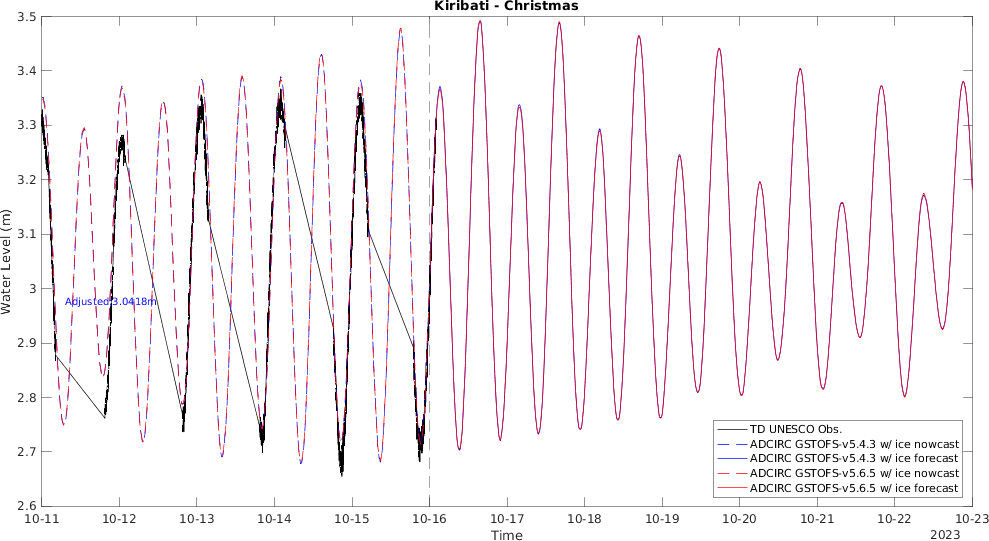 Kiribati - Christmas
3.5
3.4
3.3
3.2
3.1
3
2.9
2.8
2.7
2.6
Water Level (m)
Adjusted:3.0418m
TD UNESCO Obs.
ADCIRC GSTOFS-v5.4.3 w/ ice nowcast
ADCIRC GSTOFS-v5.4.3 w/ ice forecast
ADCIRC GSTOFS-v5.6.5 w/ ice nowcast
ADCIRC GSTOFS-v5.6.5 w/ ice forecast
10-11 10-12 10-13 10-14 10-15 10-16 10-17 10-18 10-19 10-20 10-21 10-22 10-23
Time
2023